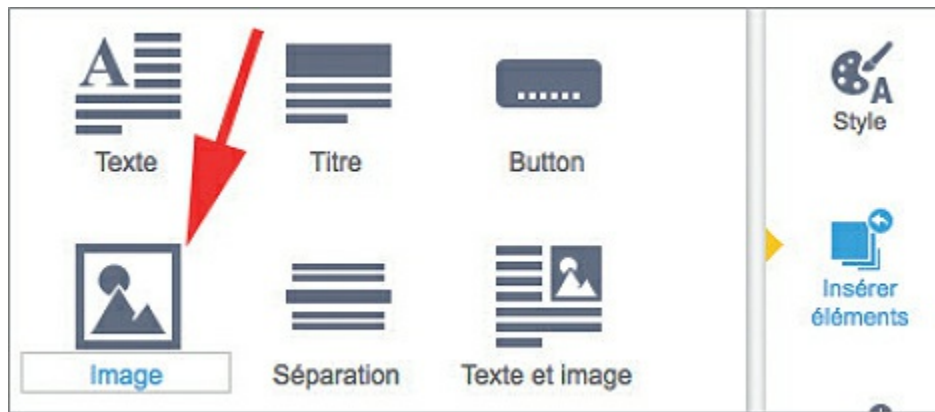 Texte
Titre
Button
Image
Séparation
Texte et image
Style
Insérer
éléments